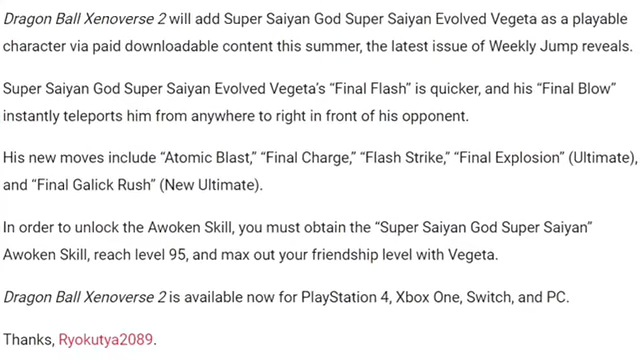 Dragon Ball Xenoverse 2 will add Super Saiyan God Super Saiyan Evolved Vegeta as a playable
character via paid downloadable content this summer, the latest issue of Weekly Jump reveals.
Super Saiyan God Super Saiyan Evolved Vegeta’s “Final Flash” is quicker, and his “Final Blow”
instantly teleports him from anywhere to right in front of his opponent.
His new moves include “Atomic Blast,” “Final Charge,” “Flash Strike,” “Final Explosion” (Ultimate),
and “Final Galick Rush” (New Ultimate).
In order to unlock the Awoken Skill, you must obtain the “Super Saiyan God Super Saiyan”
Awoken Skill, reach level 95, and max out your friendship level with Vegeta.
Dragon Ball Xenoverse 2 is available now for PlayStation 4, Xbox One, Switch, and PC.
Thanks, Ryokutya2089.